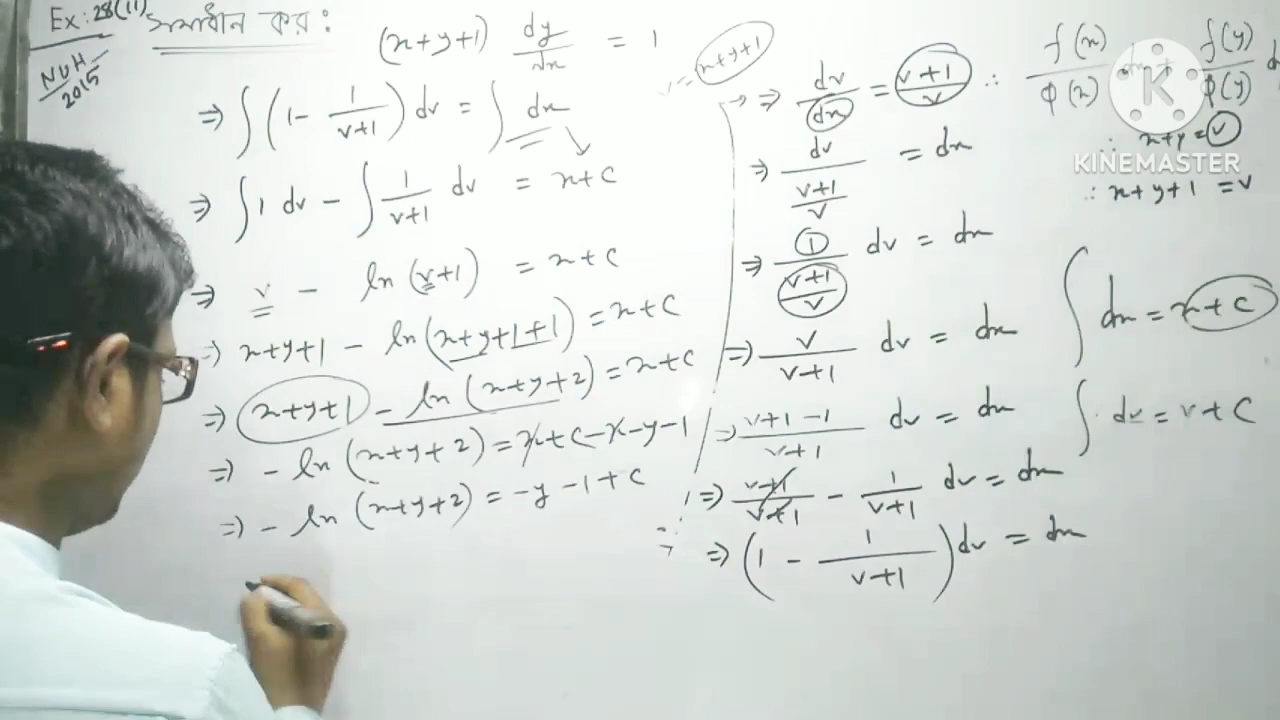 Ex: 28(11) সমাধান কর:
NUH 2015
(x+y+1) dy/dx = 1
⇒ ∫(1 - 1/(v+1)) dv = ∫ dx
⇒ ∫1 dv - ∫ 1/(v+1) dv = x+c
⇒ v - ln(v+1) = x+c
⇒ x+y+1 - ln(x+y+1+1) = x+c
⇒ x+y+1 - ln(x+y+2) = x+c
⇒ - ln(x+y+2) = x+c-x-y-1
⇒ - ln(x+y+2) = -y-1+c
x+y+1
⇒ dv/dx = (v+1)/v
⇒ dv/((v+1)/v) = dx
⇒ 1/((v+1)/v) dv = dx
⇒ v/(v+1) dv = dx
⇒ (v+1-1)/(v+1) dv = dx
⇒ (v+1)/(v+1) - 1/(v+1) dv = dx
⇒ (1 - 1/(v+1)) dv = dx
∴ f(x)/φ(x) f(y)/φ(y)
∴ x+y = v
K
KINEMASTER
∴ x+y+1 = v
∫ dx = x+c
∫ dv = v+c